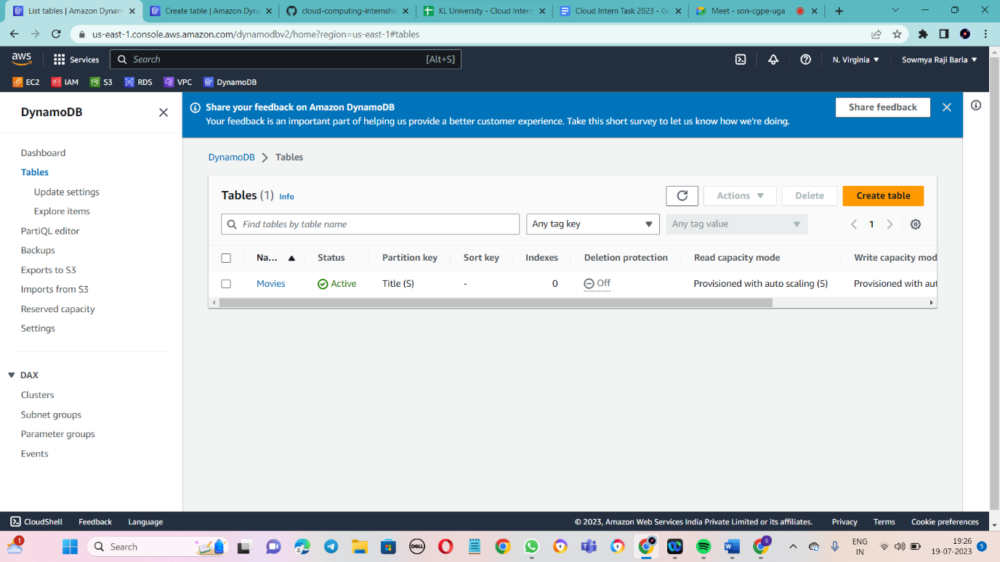 List tables | Amazon Dynam
Create table | Amazon Dyna
cloud-computing-internship
KL University - Cloud Intern
Cloud Intern Task 2023 - Go
Meet - son-cgpe-uga
us-east-1.console.aws.amazon.com/dynamodbv2/home?region=us-east-1#tables
aws
Services
Search
[Alt+S]
N. Virginia
Sowmya Raji Barla
EC2
IAM
S3
RDS
VPC
DynamoDB
DynamoDB
Dashboard
Tables
Update settings
Explore items
PartiQL editor
Backups
Exports to S3
Imports from S3
Reserved capacity
Settings
DAX
Clusters
Subnet groups
Parameter groups
Events
Share your feedback on Amazon DynamoDB
Your feedback is an important part of helping us provide a better customer experience. Take this short survey to let us know how we're doing.
Share feedback
DynamoDB > Tables
Tables (1) Info
Actions
Delete
Create table
Find tables by table name
Any tag key
Any tag value
1
Na... Status Partition key Sort key Indexes Deletion protection Read capacity mode Write capacity mod
Movies Active Title (S) - 0 Off Provisioned with auto scaling (5) Provisioned with aut
CloudShell Feedback Language
© 2023, Amazon Web Services India Private Limited or its affiliates. Privacy Terms Cookie preferences
1
Search
DELL
S
ENG
IN
19:26
19-07-2023
5